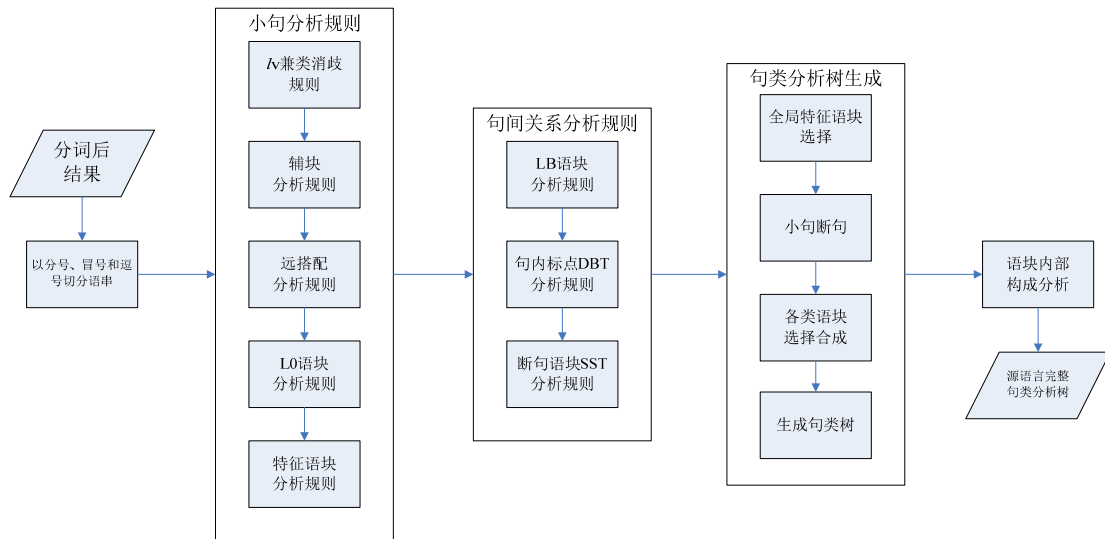 分词后
结果
以分号、冒号和逗
号切分语串
小句分析规则
lv兼类消歧
规则
辅块
分析规则
远搭配
分析规则
L0语块
分析规则
特征语块
分析规则
句间关系分析规则
LB语块
分析规则
句内标点DBT
分析规则
断句语块SST
分析规则
句类分析树生成
全局特征语块
选择
小句断句
各类语块
选择合成
生成句类树
语块内部
构成分析
源语言完整
句类分析树